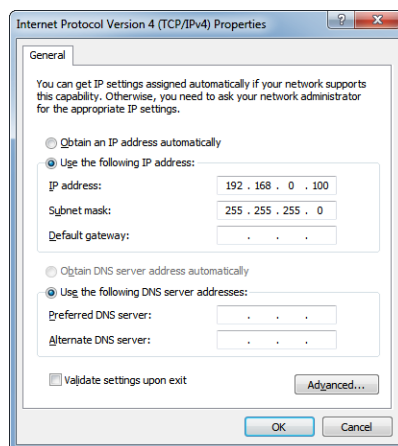 Internet Protocol Version 4 (TCP/IPv4) Properties
General
You can get IP settings assigned automatically if your network supports
this capability. Otherwise, you need to ask your network administrator
for the appropriate IP settings.
Obtain an IP address automatically
Use the following IP address:
IP address: 192 . 168 . 0 . 100
Subnet mask: 255 . 255 . 255 . 0
Default gateway: . . .
Obtain DNS server address automatically
Use the following DNS server addresses:
Preferred DNS server: . . .
Alternate DNS server: . . .
Validate settings upon exit
Advanced...
OK Cancel